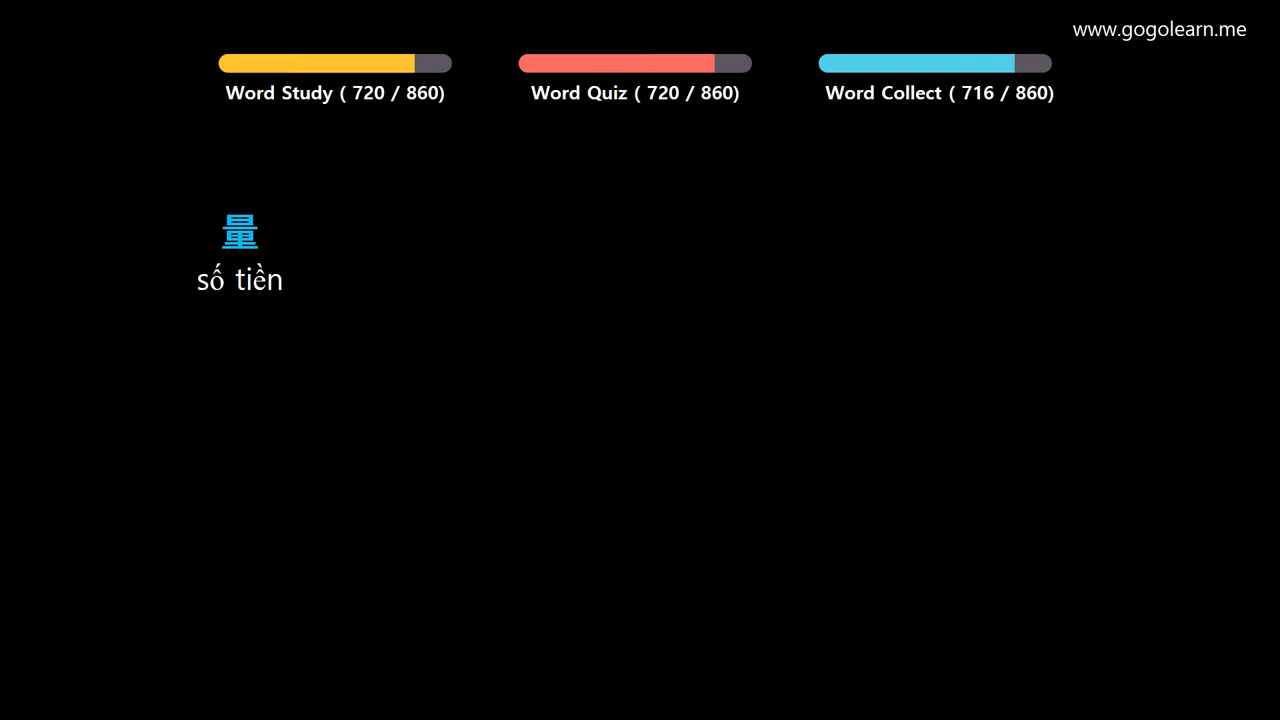 www.gogolearn.me
Word Study ( 720 / 860)
Word Quiz ( 720 / 860)
Word Collect ( 716 / 860)
量
số tiền